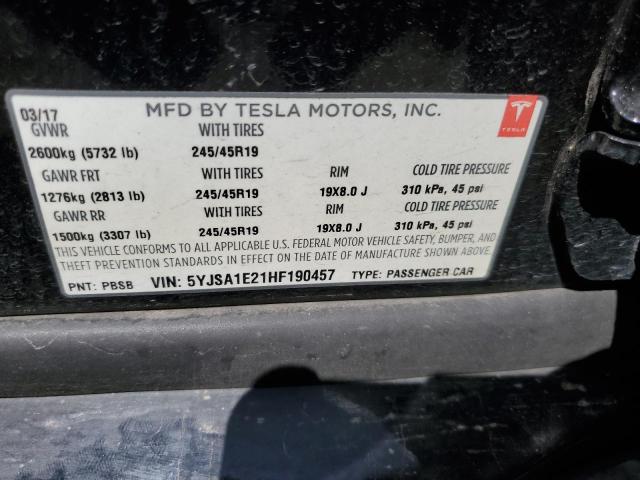 03/17 MFD BY TESLA MOTORS, INC.
GVWR WITH TIRES
2600kg (5732 lb) 245/45R19
GAWR FRT WITH TIRES RIM COLD TIRE PRESSURE
1276kg (2813 lb) 245/45R19 19X8.0 J 310 kPa, 45 psi
GAWR RR WITH TIRES RIM COLD TIRE PRESSURE
1500kg (3307 lb) 245/45R19 19X8.0 J 310 kPa, 45 psi
THIS VEHICLE CONFORMS TO ALL APPLICABLE U.S. FEDERAL MOTOR VEHICLE SAFETY, BUMPER, AND
THEFT PREVENTION STANDARDS IN EFFECT ON THE DATE OF MANUFACTURE SHOWN ABOVE.
PNT: PBSB VIN: 5YJSA1E21HF190457 TYPE: PASSENGER CAR
TESLA